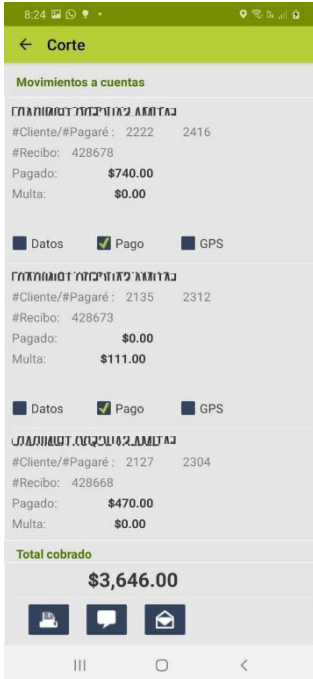 8:24
Corte
Movimientos a cuentas
#Cliente/#Pagaré : 2222 2416
#Recibo: 428678
Pagado: $740.00
Multa: $0.00
Datos Pago GPS
#Cliente/#Pagaré : 2135 2312
#Recibo: 428673
Pagado: $0.00
Multa: $111.00
Datos Pago GPS
#Cliente/#Pagaré : 2127 2304
#Recibo: 428668
Pagado: $470.00
Multa: $0.00
Total cobrado
$3,646.00